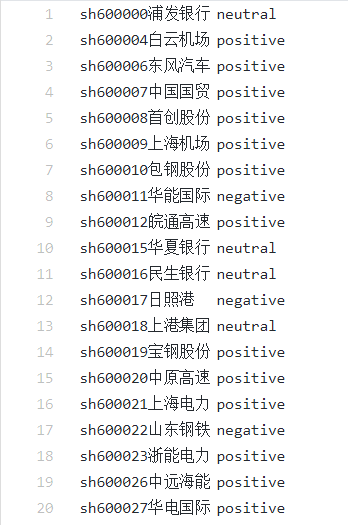 1 sh600000浦发银行 neutral
2 sh600004白云机场 positive
3 sh600006东风汽车 positive
4 sh600007中国国贸 positive
5 sh600008首创股份 positive
6 sh600009上海机场 positive
7 sh600010包钢股份 positive
8 sh600011华能国际 negative
9 sh600012皖通高速 positive
10 sh600015华夏银行 neutral
11 sh600016民生银行 neutral
12 sh600017日照港 negative
13 sh600018上港集团 neutral
14 sh600019宝钢股份 positive
15 sh600020中原高速 positive
16 sh600021上海电力 positive
17 sh600022山东钢铁 negative
18 sh600023浙能电力 positive
19 sh600026中远海能 positive
20 sh600027华电国际 positive